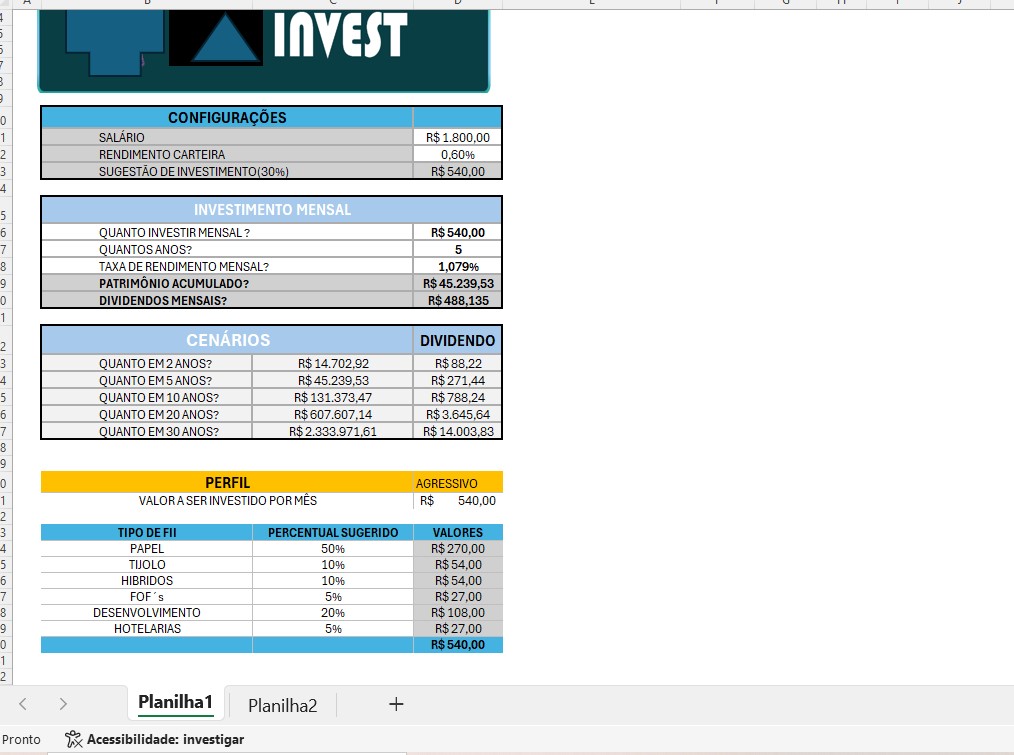 INVEST
CONFIGURAÇÕES
SALÁRIO R$ 1.800,00
RENDIMENTO CARTEIRA 0,60%
SUGESTÃO DE INVESTIMENTO(30%) R$ 540,00
INVESTIMENTO MENSAL
QUANTO INVESTIR MENSAL ? R$ 540,00
QUANTOS ANOS? 5
TAXA DE RENDIMENTO MENSAL? 1,079%
PATRIMÔNIO ACUMULADO? R$ 45.239,53
DIVIDENDOS MENSAIS? R$ 488,135
CENÁRIOS DIVIDENDO
QUANTO EM 2 ANOS? R$ 14.702,92 R$ 88,22
QUANTO EM 5 ANOS? R$ 45.239,53 R$ 271,44
QUANTO EM 10 ANOS? R$ 131.373,47 R$ 788,24
QUANTO EM 20 ANOS? R$ 607.607,14 R$ 3.645,64
QUANTO EM 30 ANOS? R$ 2.333.971,61 R$ 14.003,83
PERFIL AGRESSIVO
VALOR A SER INVESTIDO POR MÊS R$ 540,00
TIPO DE FII PERCENTUAL SUGERIDO VALORES
PAPEL 50% R$ 270,00
TIJOLO 10% R$ 54,00
HIBRIDOS 10% R$ 54,00
FOF´s 5% R$ 27,00
DESENVOLVIMENTO 20% R$ 108,00
HOTELARIAS 5% R$ 27,00
R$ 540,00
Planilha1 Planilha2
Pronto Acessibilidade: investigar